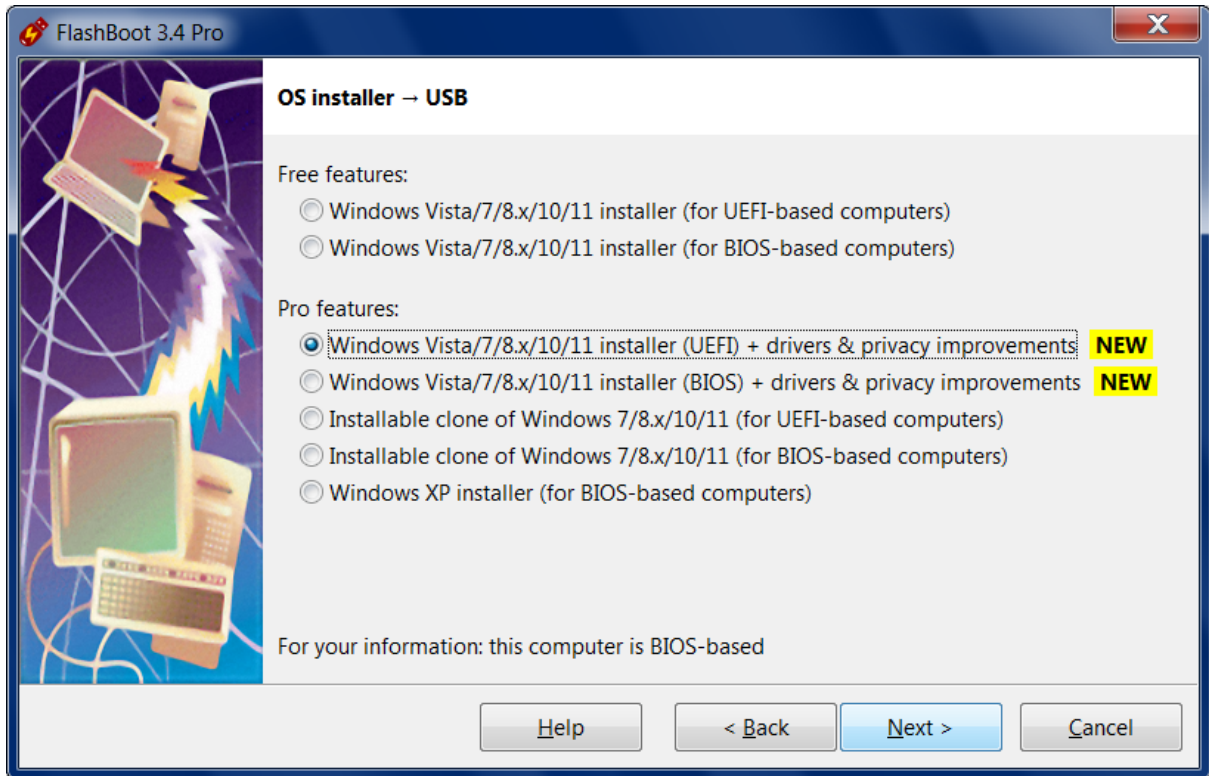 FlashBoot 3.4 Pro
X
OS installer → USB
Free features:
Windows Vista/7/8.x/10/11 installer (for UEFI-based computers)
Windows Vista/7/8.x/10/11 installer (for BIOS-based computers)
Pro features:
Windows Vista/7/8.x/10/11 installer (UEFI) + drivers & privacy improvements NEW
Windows Vista/7/8.x/10/11 installer (BIOS) + drivers & privacy improvements NEW
Installable clone of Windows 7/8.x/10/11 (for UEFI-based computers)
Installable clone of Windows 7/8.x/10/11 (for BIOS-based computers)
Windows XP installer (for BIOS-based computers)
For your information: this computer is BIOS-based
Help < Back Next > Cancel